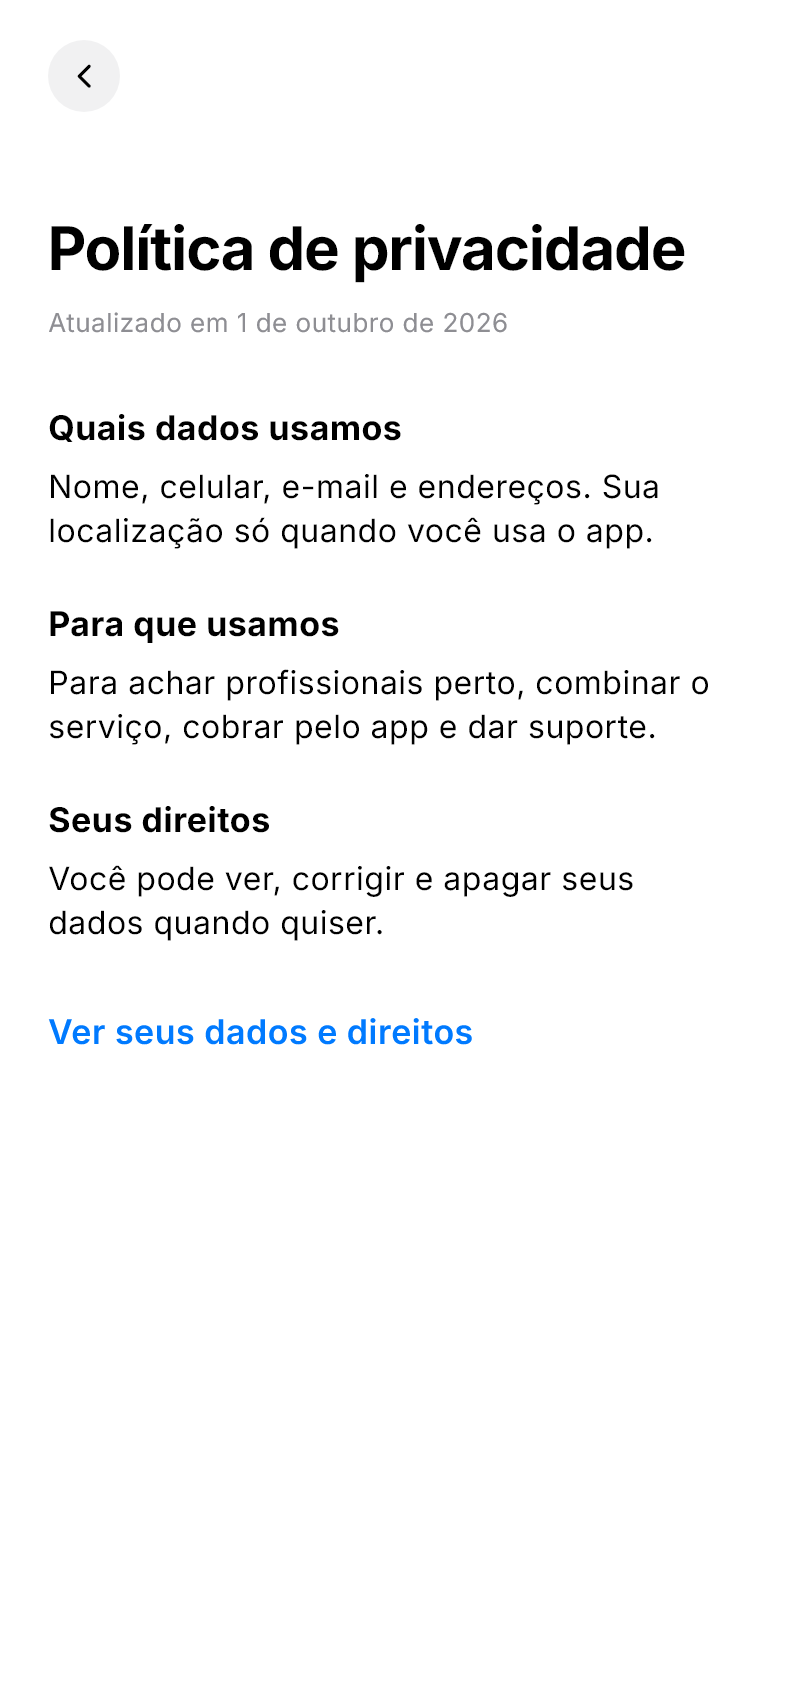 Política de privacidade
Atualizado em 1 de outubro de 2026
Quais dados usamos
Nome, celular, e-mail e endereços. Sua
localização só quando você usa o app.
Para que usamos
Para achar profissionais perto, combinar o
serviço, cobrar pelo app e dar suporte.
Seus direitos
Você pode ver, corrigir e apagar seus
dados quando quiser.
Ver seus dados e direitos